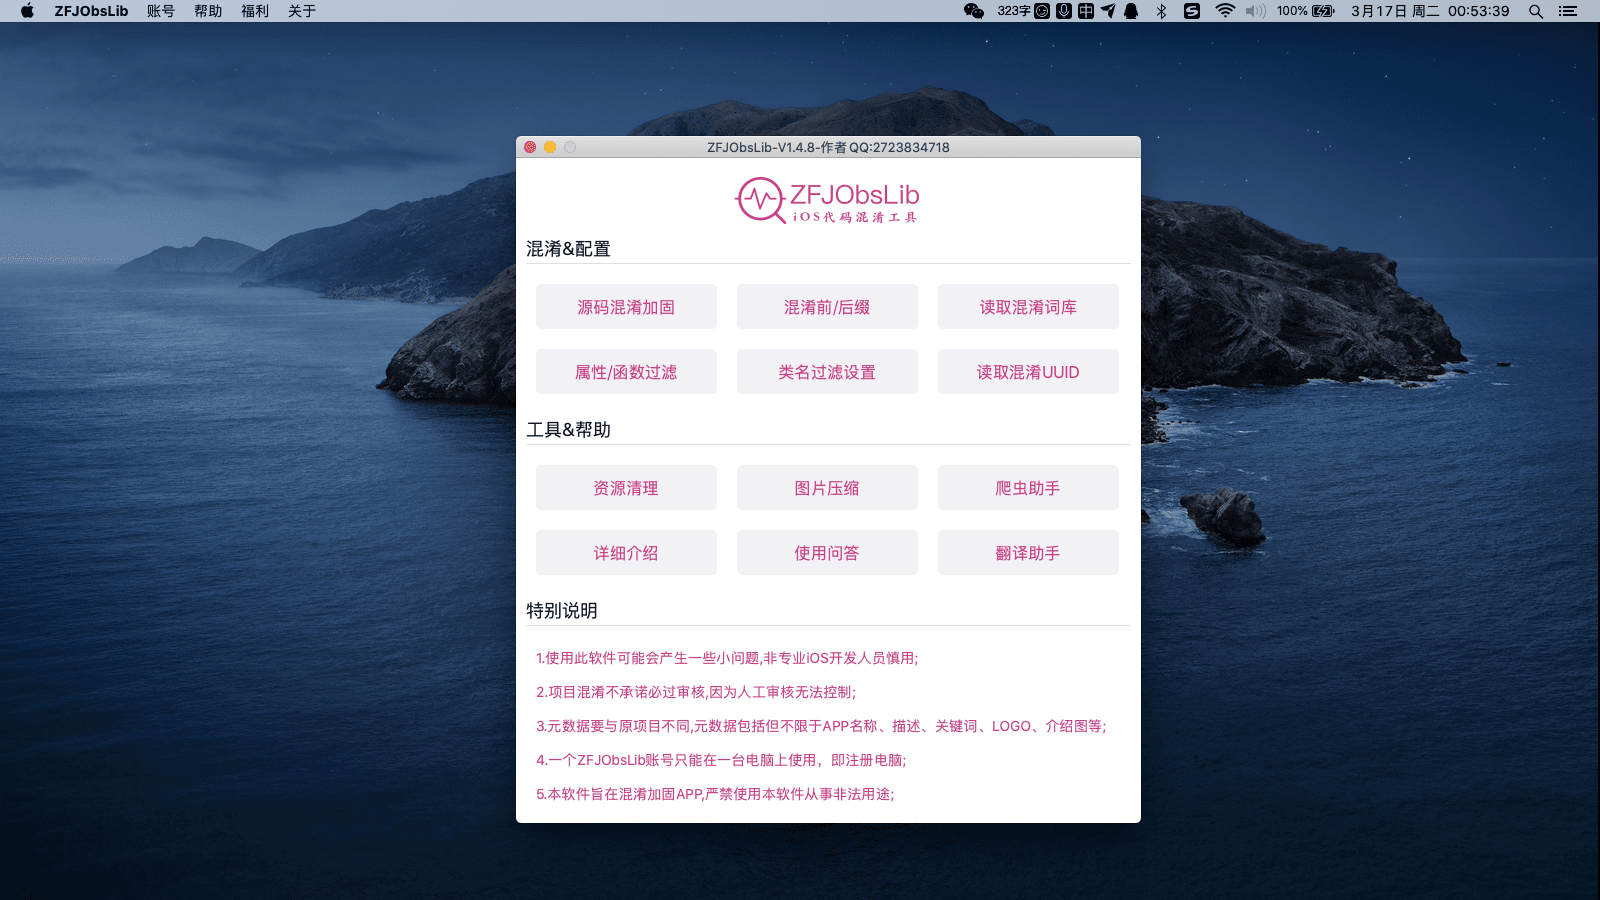 ZFJObsLib 账号 帮助 福利 关于 323字 中 S 100% 3月17日 周二 00:53:39
ZFJObsLib-V1.4.8-作者QQ:2723834718
ZFJObsLib
iOS代码混淆工具
混淆&配置
源码混淆加固 混淆前/后缀 读取混淆词库
属性/函数过滤 类名过滤设置 读取混淆UUID
工具&帮助
资源清理 图片压缩 爬虫助手
详细介绍 使用问答 翻译助手
特别说明
1.使用此软件可能会产生一些小问题,非专业iOS开发人员慎用;
2.项目混淆不承诺必过审核,因为人工审核无法控制;
3.元数据要与原项目不同,元数据包括但不限于APP名称、描述、关键词、LOGO、介绍图等;
4.一个ZFJObsLib账号只能在一台电脑上使用，即注册电脑;
5.本软件旨在混淆加固APP,严禁使用本软件从事非法用途;